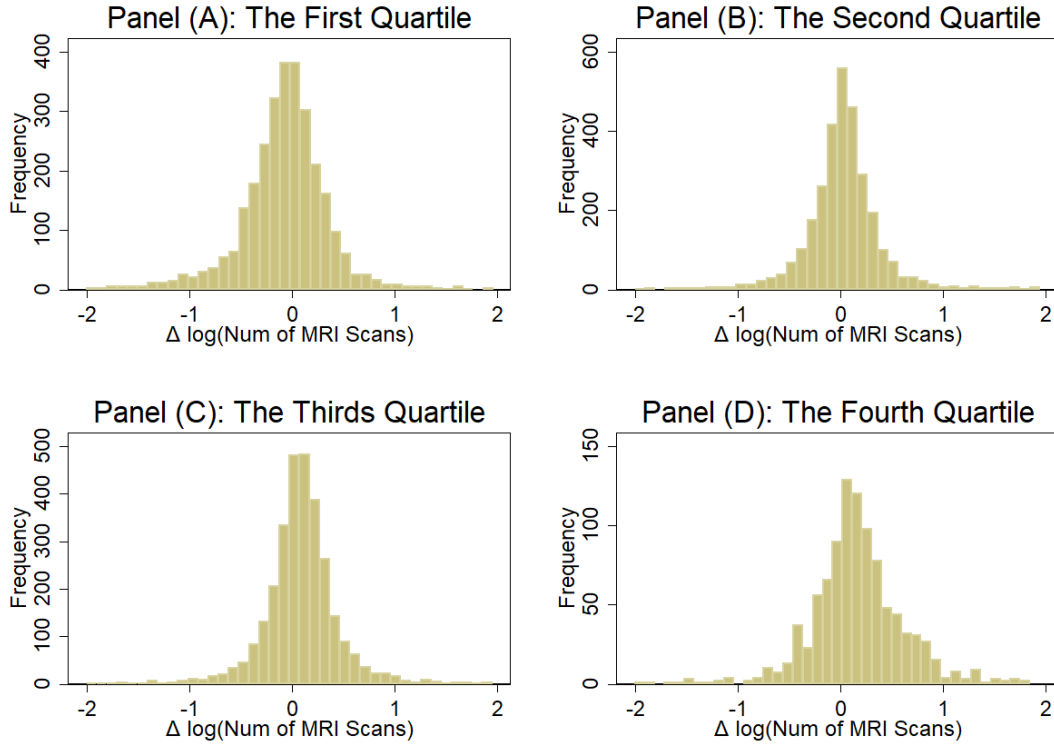 Panel (A): The First Quartile
400
300
200
100
0
Frequency
-2 -1 0 1 2
Δ log(Num of MRI Scans)
Panel (B): The Second Quartile
600
400
200
0
Frequency
-2 -1 0 1 2
Δ log(Num of MRI Scans)
Panel (C): The Thirds Quartile
500
400
300
200
100
0
Frequency
-2 -1 0 1 2
Δ log(Num of MRI Scans)
Panel (D): The Fourth Quartile
150
100
50
0
Frequency
-2 -1 0 1 2
Δ log(Num of MRI Scans)